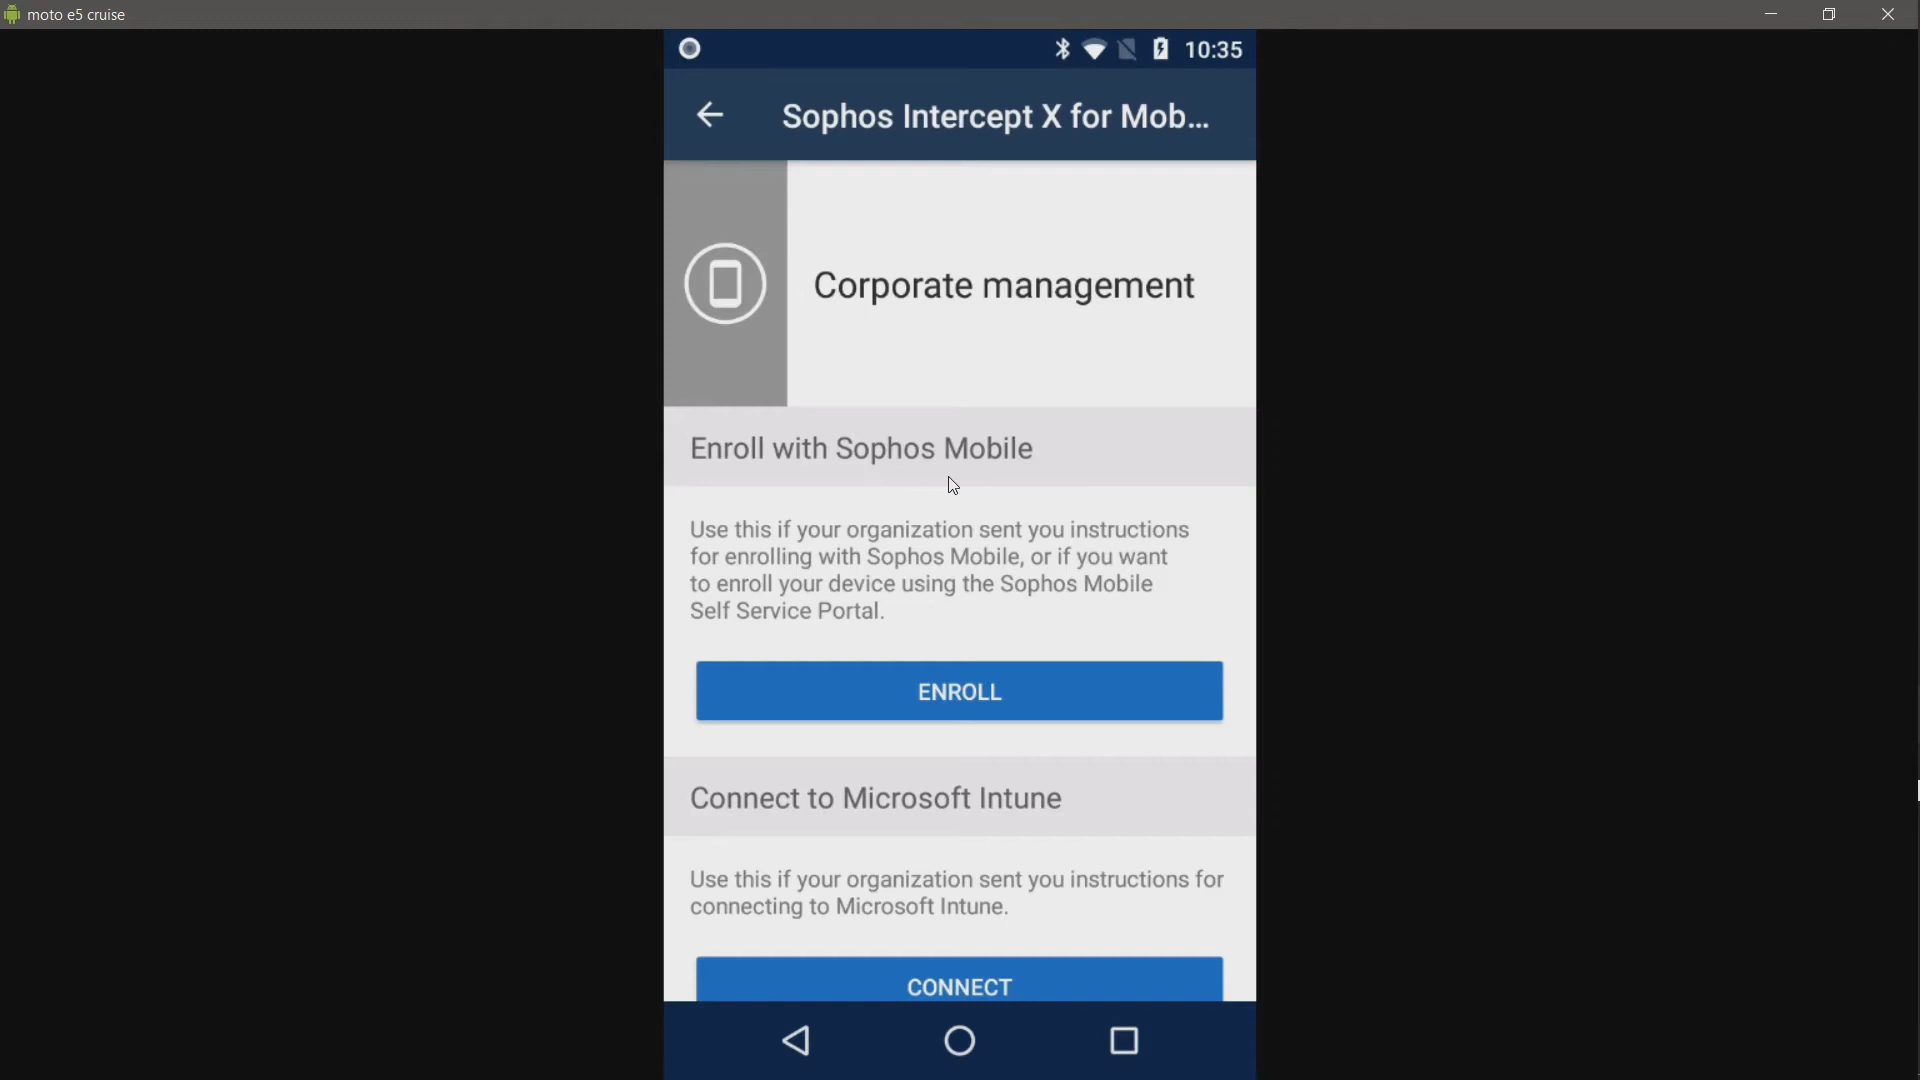 moto e5 cruise
10:35
Sophos Intercept X for Mob...
Corporate management
Enroll with Sophos Mobile
Use this if your organization sent you instructions
for enrolling with Sophos Mobile, or if you want
to enroll your device using the Sophos Mobile
Self Service Portal.
ENROLL
Connect to Microsoft Intune
Use this if your organization sent you instructions for
connecting to Microsoft Intune.
CONNECT